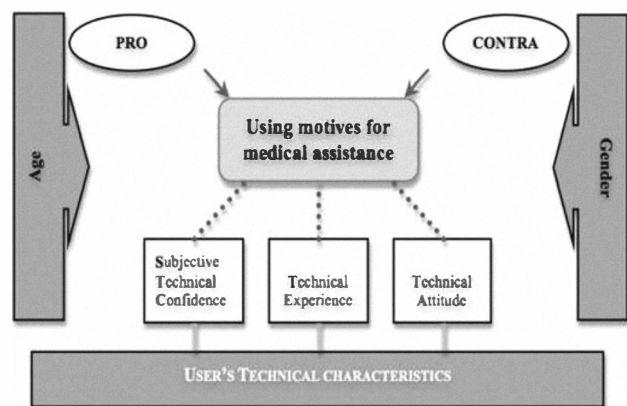 PRO
CONTRA
Using motives for
medical assistance
Age
Gender
Subjective
Technical
Confidence
Technical
Experience
Technical
Attitude
USER'S TECHNICAL CHARACTERISTICS